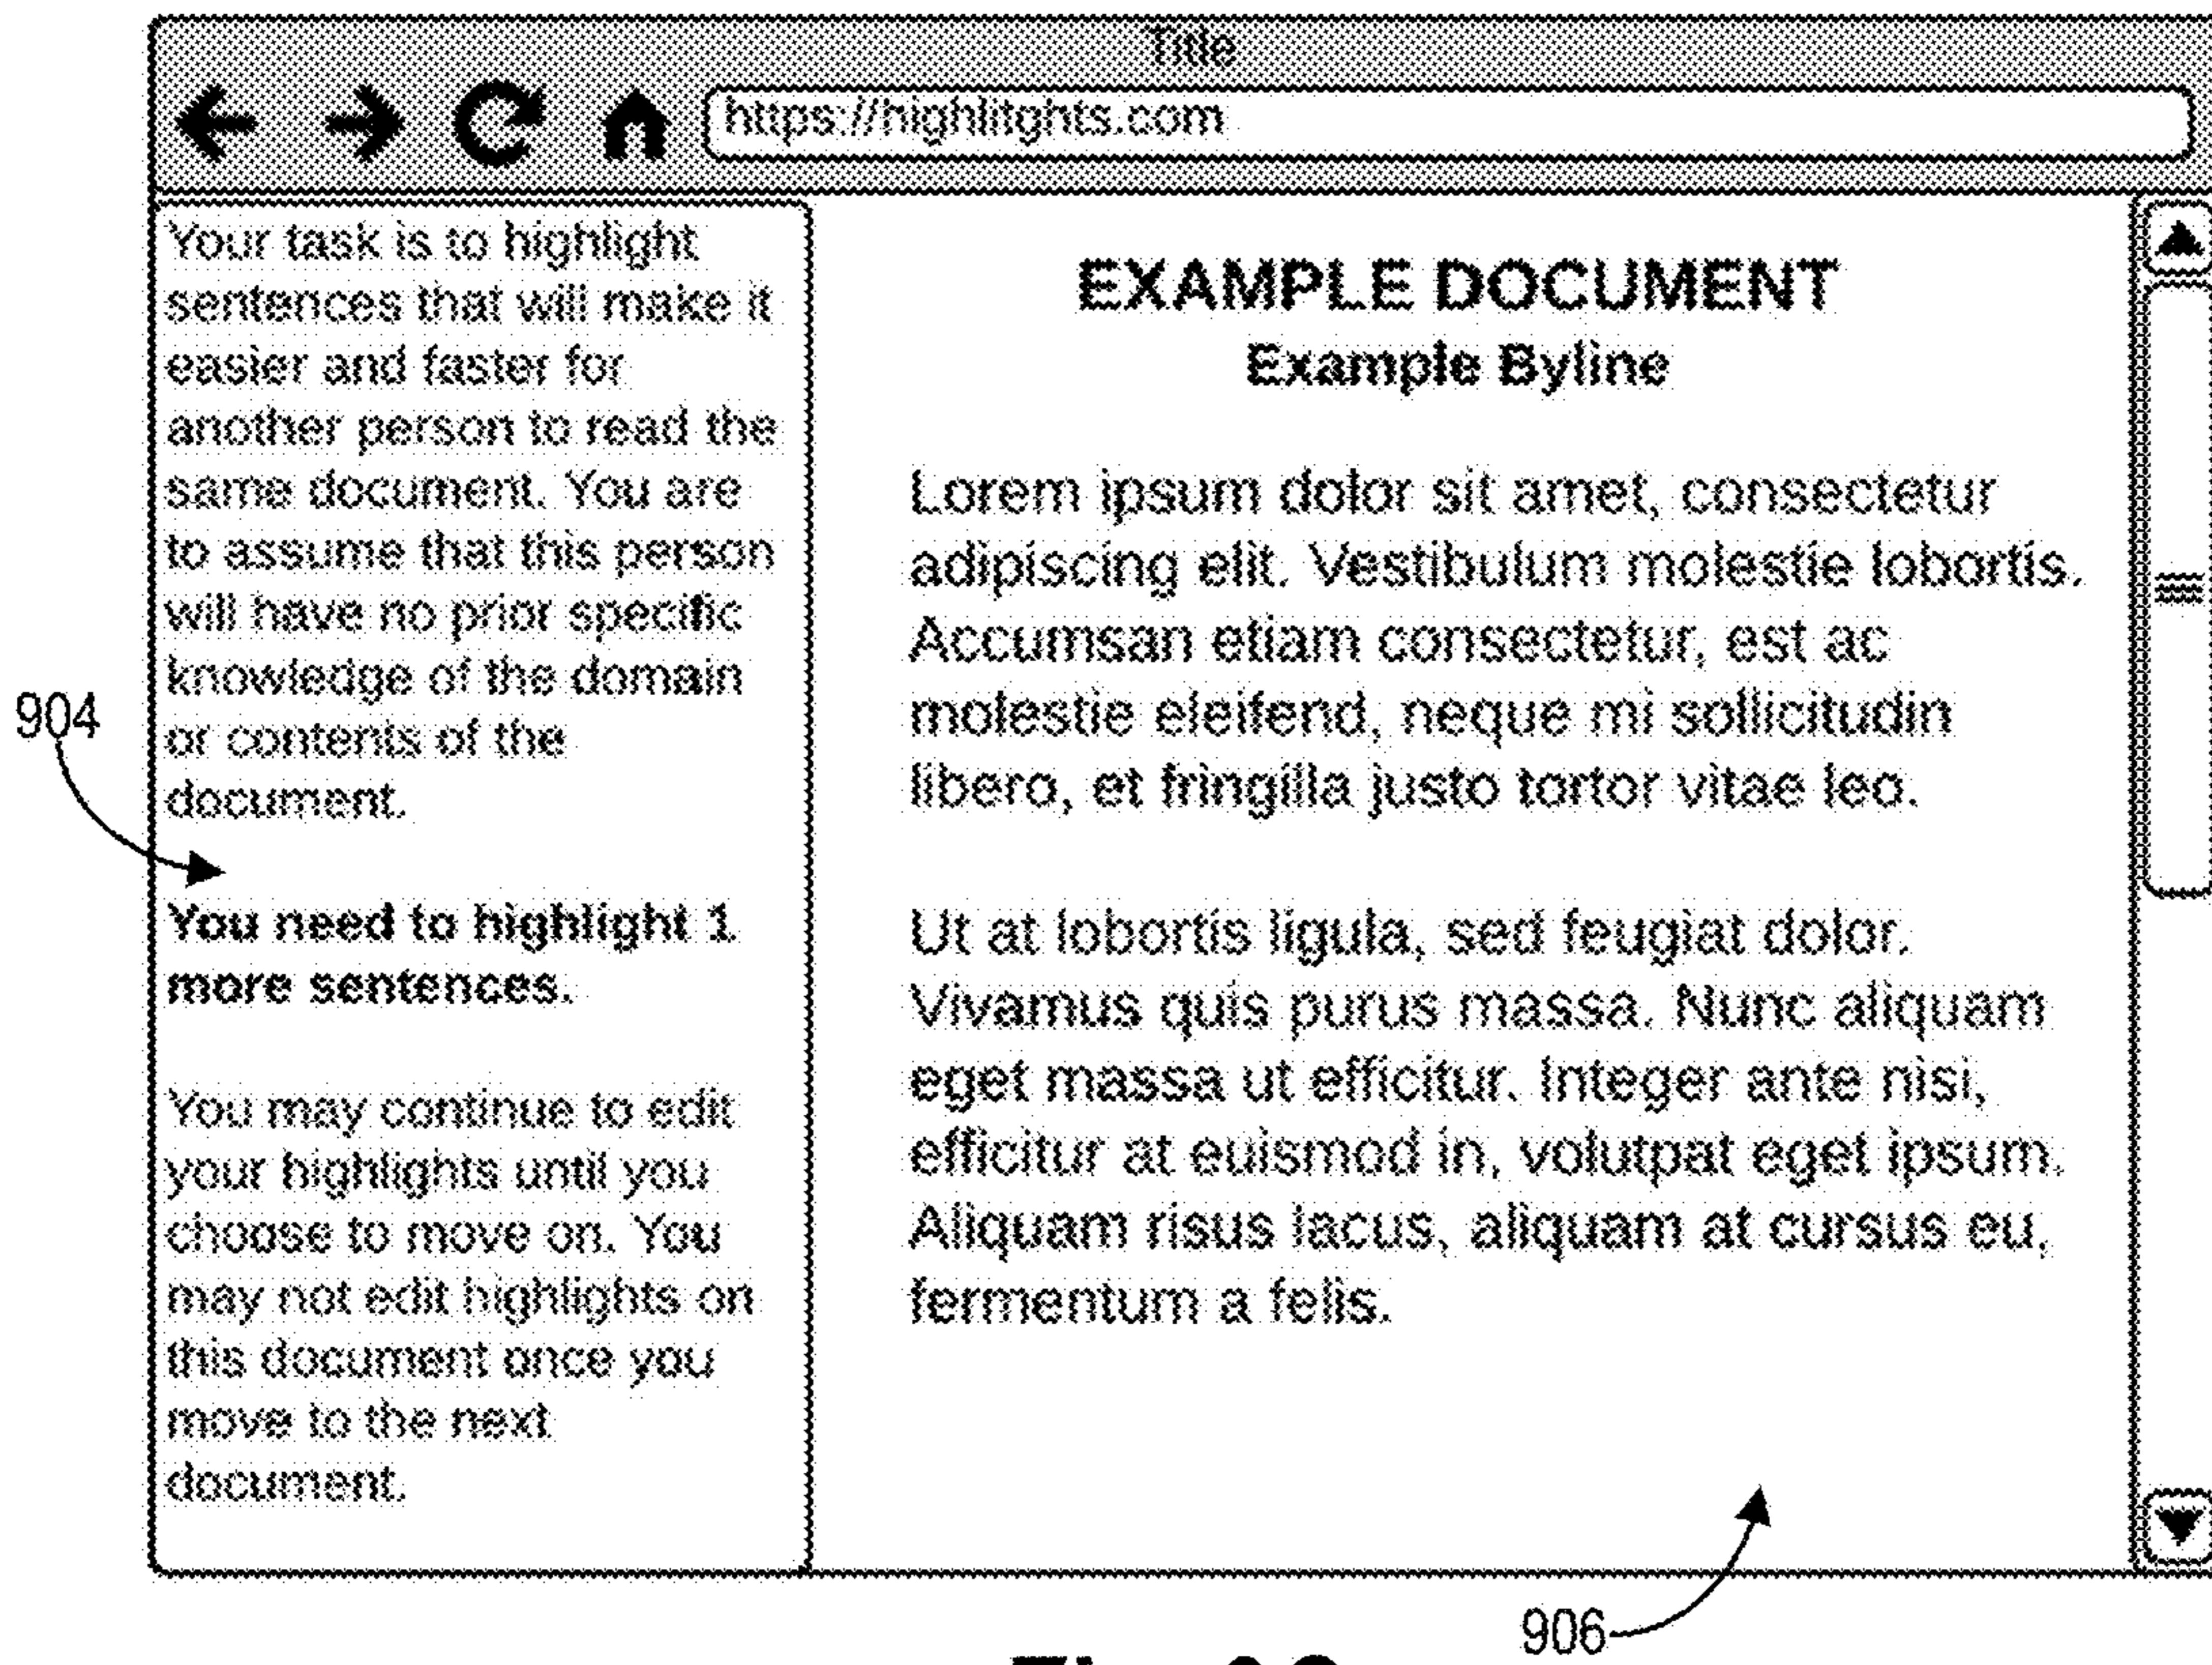 Title
https://highlitghts.com
Your task is to highlight
sentences that will make it
easier and faster for
another person to read the
same document. You are
to assume that this person
will have no prior specific
knowledge of the domain
or contents of the
document.
You need to highlight 1
more sentences.
You may continue to edit
your highlights until you
choose to move on. You
may not edit highlights on
this document once you
move to the next
document.
904
EXAMPLE DOCUMENT
Example Byline
Lorem ipsum dolor sit amet, consectetur
adipiscing elit. Vestibulum molestie lobortis.
Accumsan etiam consectetur, est ac
molestie eleifend, neque mi sollicitudin
libero, et fringilla justo tortor vitae leo.
Ut at lobortis ligula, sed feugiat dolor.
Vivamus quis purus massa. Nunc aliquam
eget massa ut efficitur. Integer ante nisi,
efficitur at euismod in, volutpat eget ipsum.
Aliquam risus lacus, aliquam at cursus eu,
fermentum a felis.
906